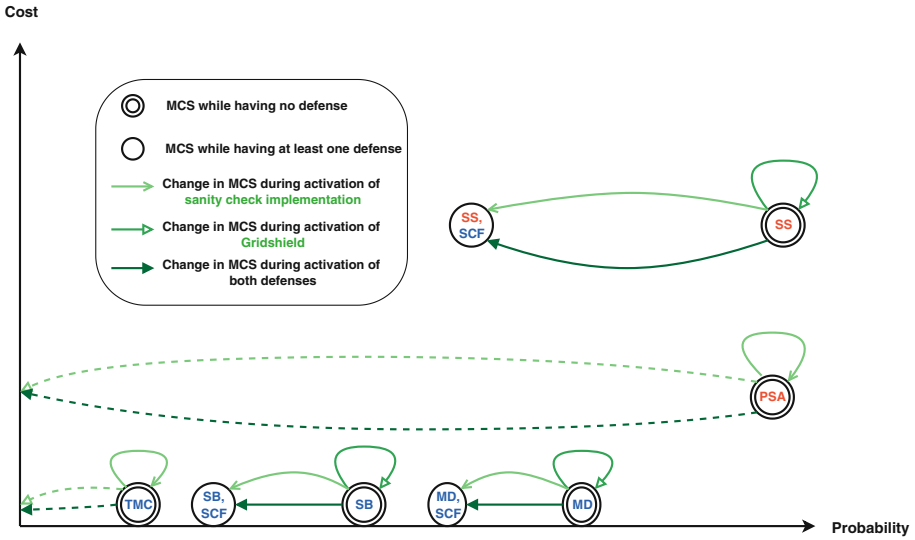 Cost
MCS while having no defense
MCS while having at least one defense
Change in MCS during activation of
sanity check implementation
Change in MCS during activation of
Gridshield
Change in MCS during activation of
both defenses
SS,
SCF
SS
PSA
TMC
SB,
SCF
SB
MD,
SCF
MD
Probability